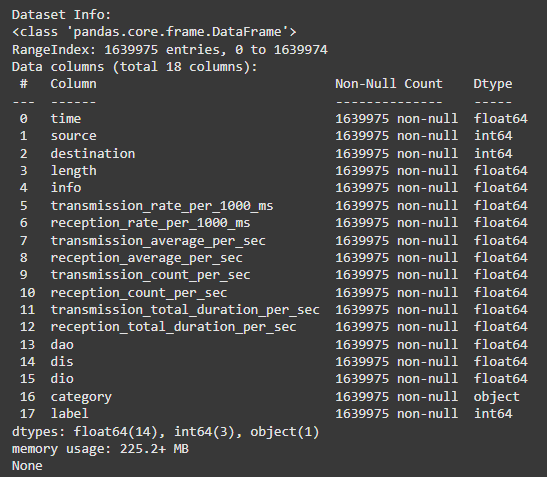 Dataset Info:
<class 'pandas.core.frame.DataFrame'>
RangeIndex: 1639975 entries, 0 to 1639974
Data columns (total 18 columns):
 #   Column                              Non-Null Count    Dtype
---  ------                              --------------    -----
 0   time                                1639975 non-null  float64
 1   source                              1639975 non-null  int64
 2   destination                         1639975 non-null  int64
 3   length                              1639975 non-null  float64
 4   info                                1639975 non-null  float64
 5   transmission_rate_per_1000_ms       1639975 non-null  float64
 6   reception_rate_per_1000_ms          1639975 non-null  float64
 7   transmission_average_per_sec        1639975 non-null  float64
 8   reception_average_per_sec           1639975 non-null  float64
 9   transmission_count_per_sec          1639975 non-null  float64
 10  reception_count_per_sec             1639975 non-null  float64
 11  transmission_total_duration_per_sec 1639975 non-null  float64
 12  reception_total_duration_per_sec    1639975 non-null  float64
 13  dao                                 1639975 non-null  float64
 14  dis                                 1639975 non-null  float64
 15  dio                                 1639975 non-null  float64
 16  category                            1639975 non-null  object
 17  label                               1639975 non-null  int64
dtypes: float64(14), int64(3), object(1)
memory usage: 225.2+ MB
None